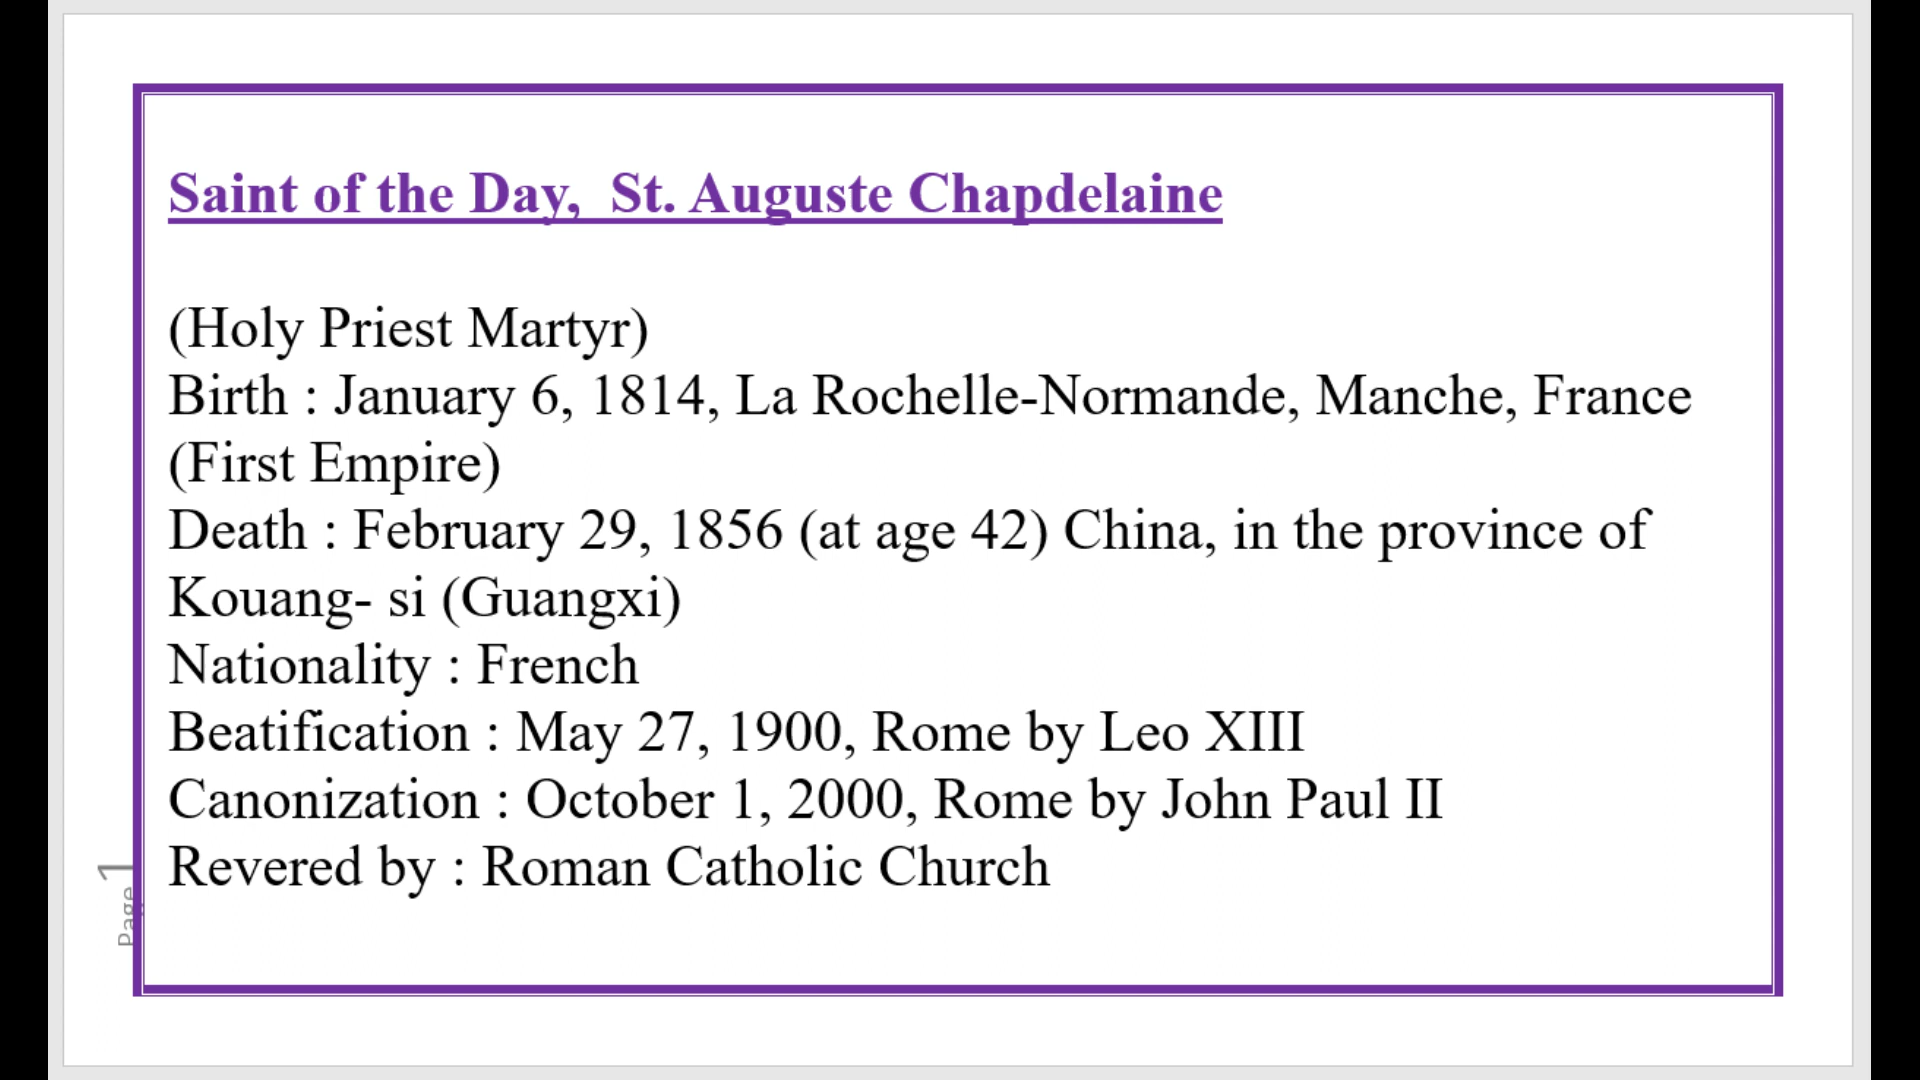 Saint of the Day,  St. Auguste Chapdelaine
(Holy Priest Martyr)
Birth : January 6, 1814, La Rochelle-Normande, Manche, France
(First Empire)
Death : February 29, 1856 (at age 42) China, in the province of
Kouang- si (Guangxi)
Nationality : French
Beatification : May 27, 1900, Rome by Leo XIII
Canonization : October 1, 2000, Rome by John Paul II
Revered by : Roman Catholic Church
Page 1